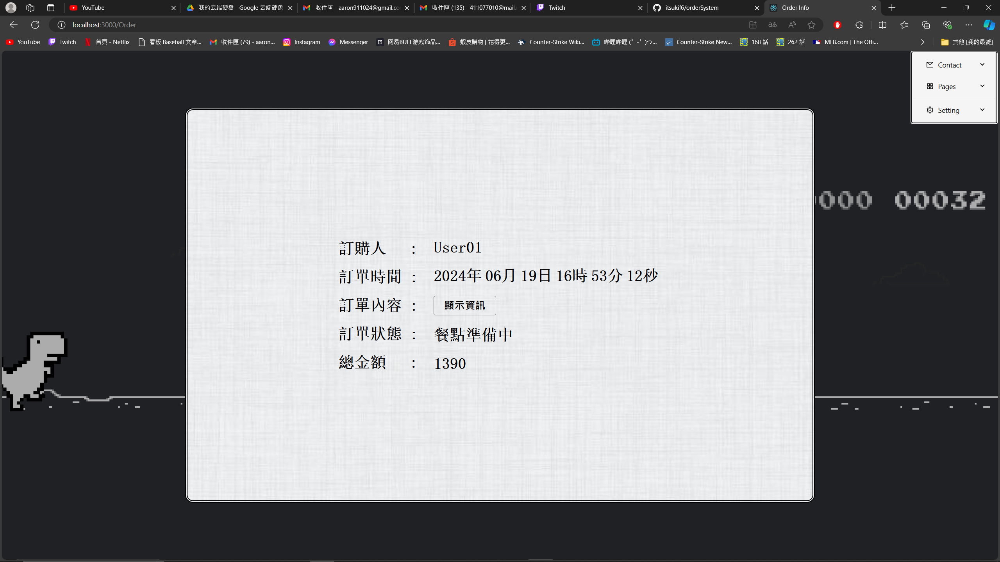 YouTube
我的云端硬盘 - Google 云端硬盘
收件匣 - aaron911024@gmail.co
收件匣 (135) - 411077010@mail.
Twitch
itsukif6/orderSystem
Order Info
localhost:3000/Order
YouTube
Twitch
首頁 - Netflix
看板 Baseball 文章...
收件匣 (79) - aaron...
Instagram
Messenger
网易BUFF游戏饰品...
蝦皮購物 | 花得更...
Counter-Strike Wiki...
哔哩哔哩 (゜-゜)つ...
Counter-Strike New...
168 話
262 話
MLB.com | The Offi...
其他 [我的最愛]
Contact
Pages
Setting
000 00032
訂購人 : User01
訂單時間 : 2024年 06月 19日 16時 53分 12秒
訂單內容 : 顯示資訊
訂單狀態 : 餐點準備中
總金額 : 1390